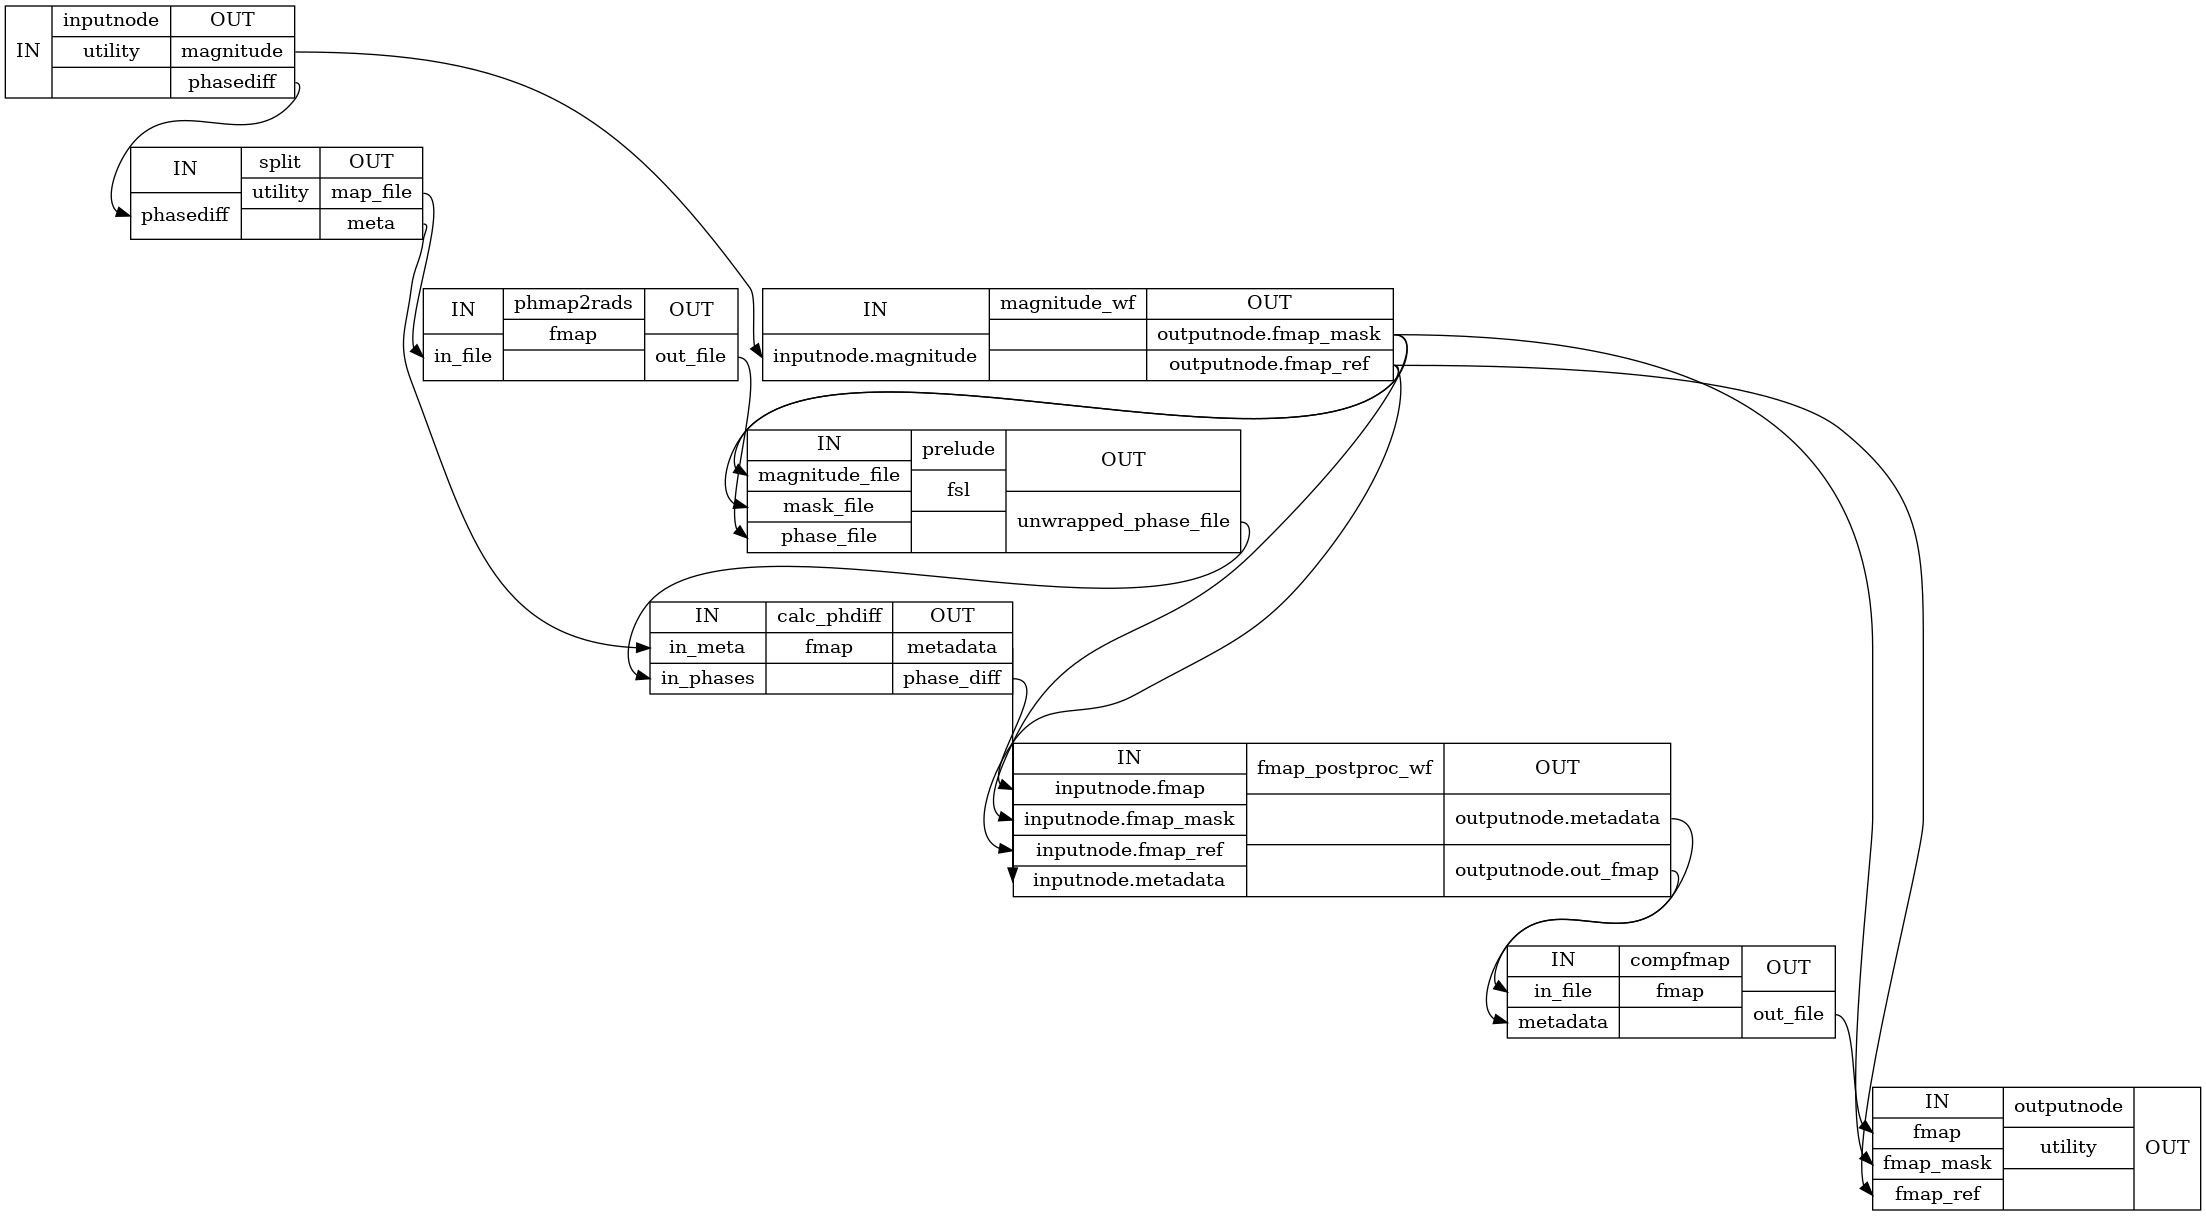 IN
inputnode
OUT
utility
magnitude
phasediff
IN
split
OUT
utility
map_file
phasediff
meta
IN
phmap2rads
OUT
fmap
in_file
out_file
IN
magnitude_wf
OUT
outputnode.fmap_mask
inputnode.magnitude
outputnode.fmap_ref
IN
prelude
OUT
magnitude_file
fsl
mask_file
unwrapped_phase_file
phase_file
IN
calc_phdiff
OUT
in_meta
fmap
metadata
in_phases
phase_diff
IN
fmap_postproc_wf
OUT
inputnode.fmap
inputnode.fmap_mask
outputnode.metadata
inputnode.fmap_ref
outputnode.out_fmap
inputnode.metadata
IN
compfmap
OUT
in_file
fmap
metadata
out_file
IN
outputnode
OUT
fmap
utility
fmap_mask
fmap_ref